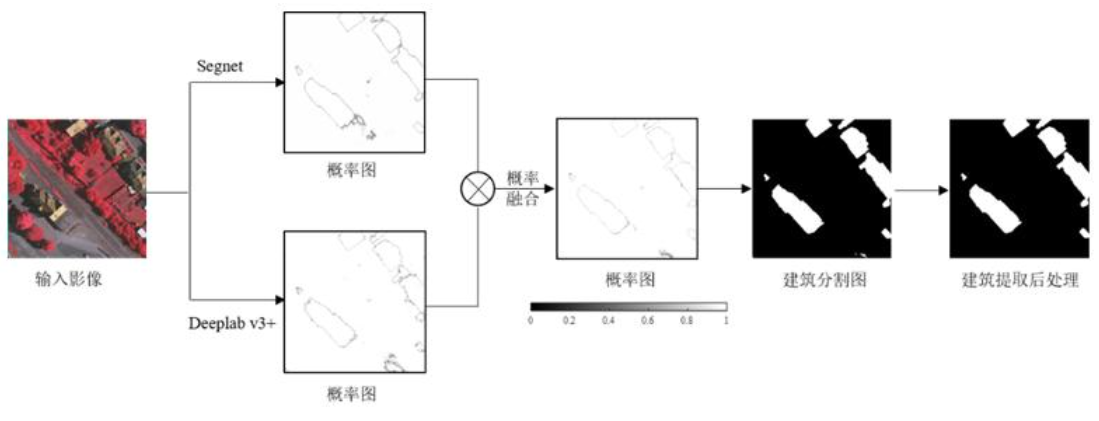 Segnet
概率图
输入影像
Deeplab v3+
概率图
概率
融合
概率图
0 0.2 0.4 0.6 0.8 1
建筑分割图
建筑提取后处理